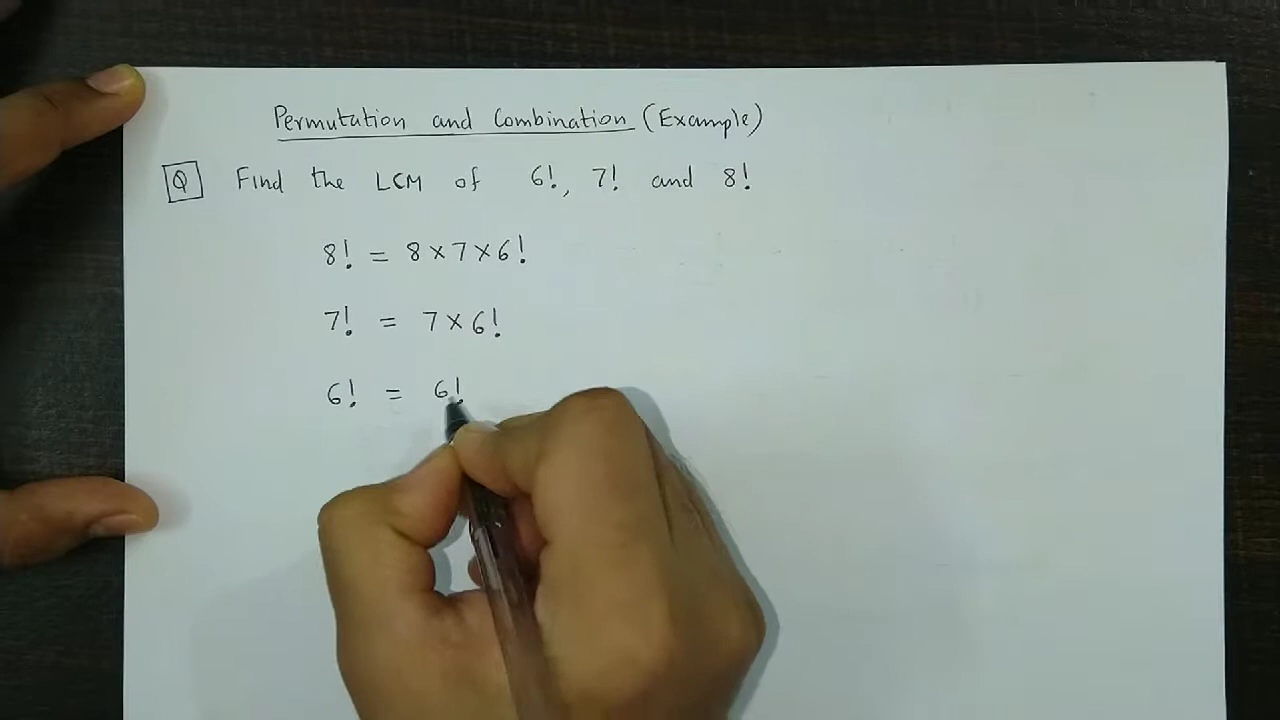 Permutation and Combination (Example)
Q Find the LCM of 6!, 7! and 8!
8! = 8×7×6!
7! = 7×6!
6! = 6!